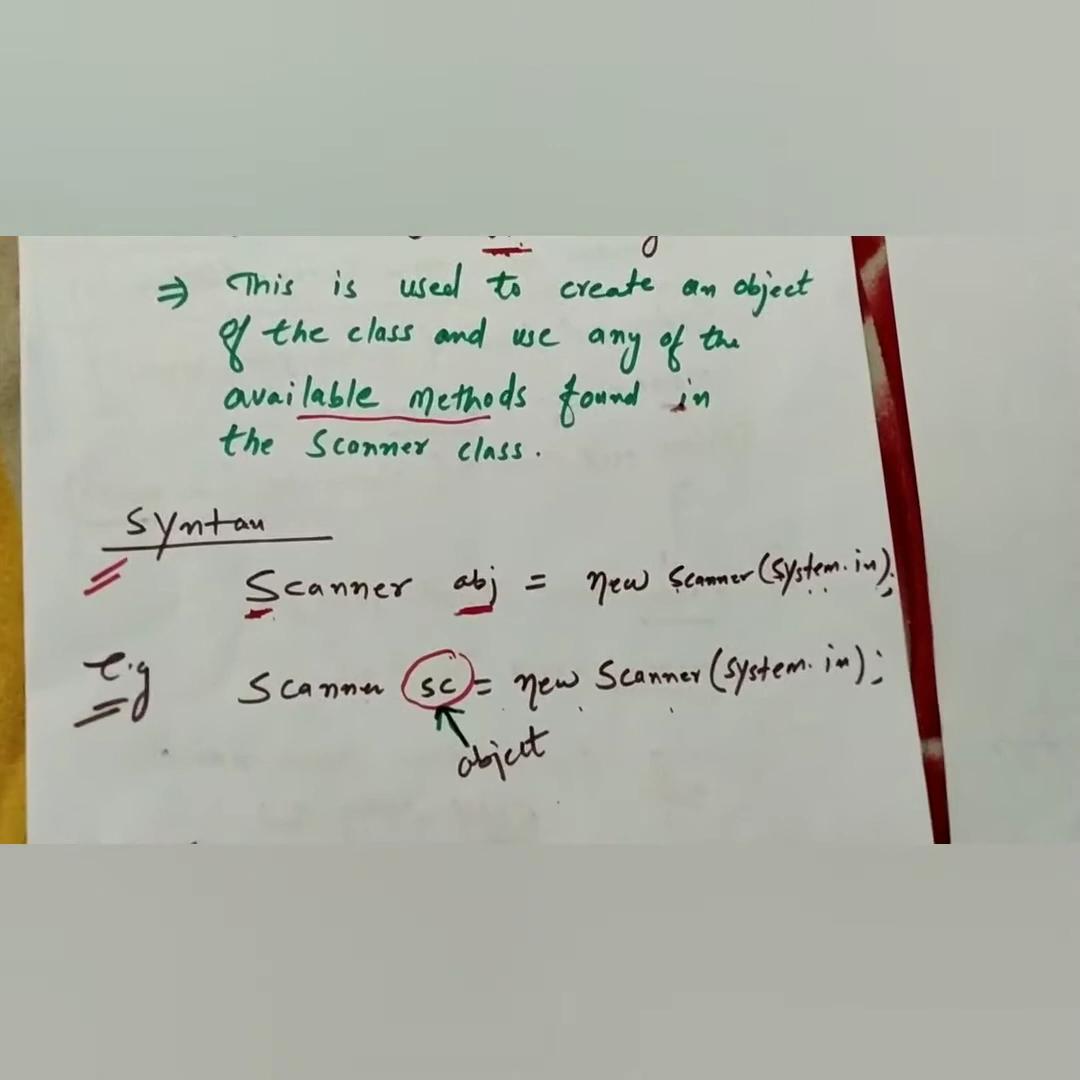 ⇒ This is used to create an object
of the class and use any of the
available methods found in
the Scanner class.
Syntax
Scanner obj = new Scanner(System.in);
e.g
Scanner sc = new Scanner(System.in);
object